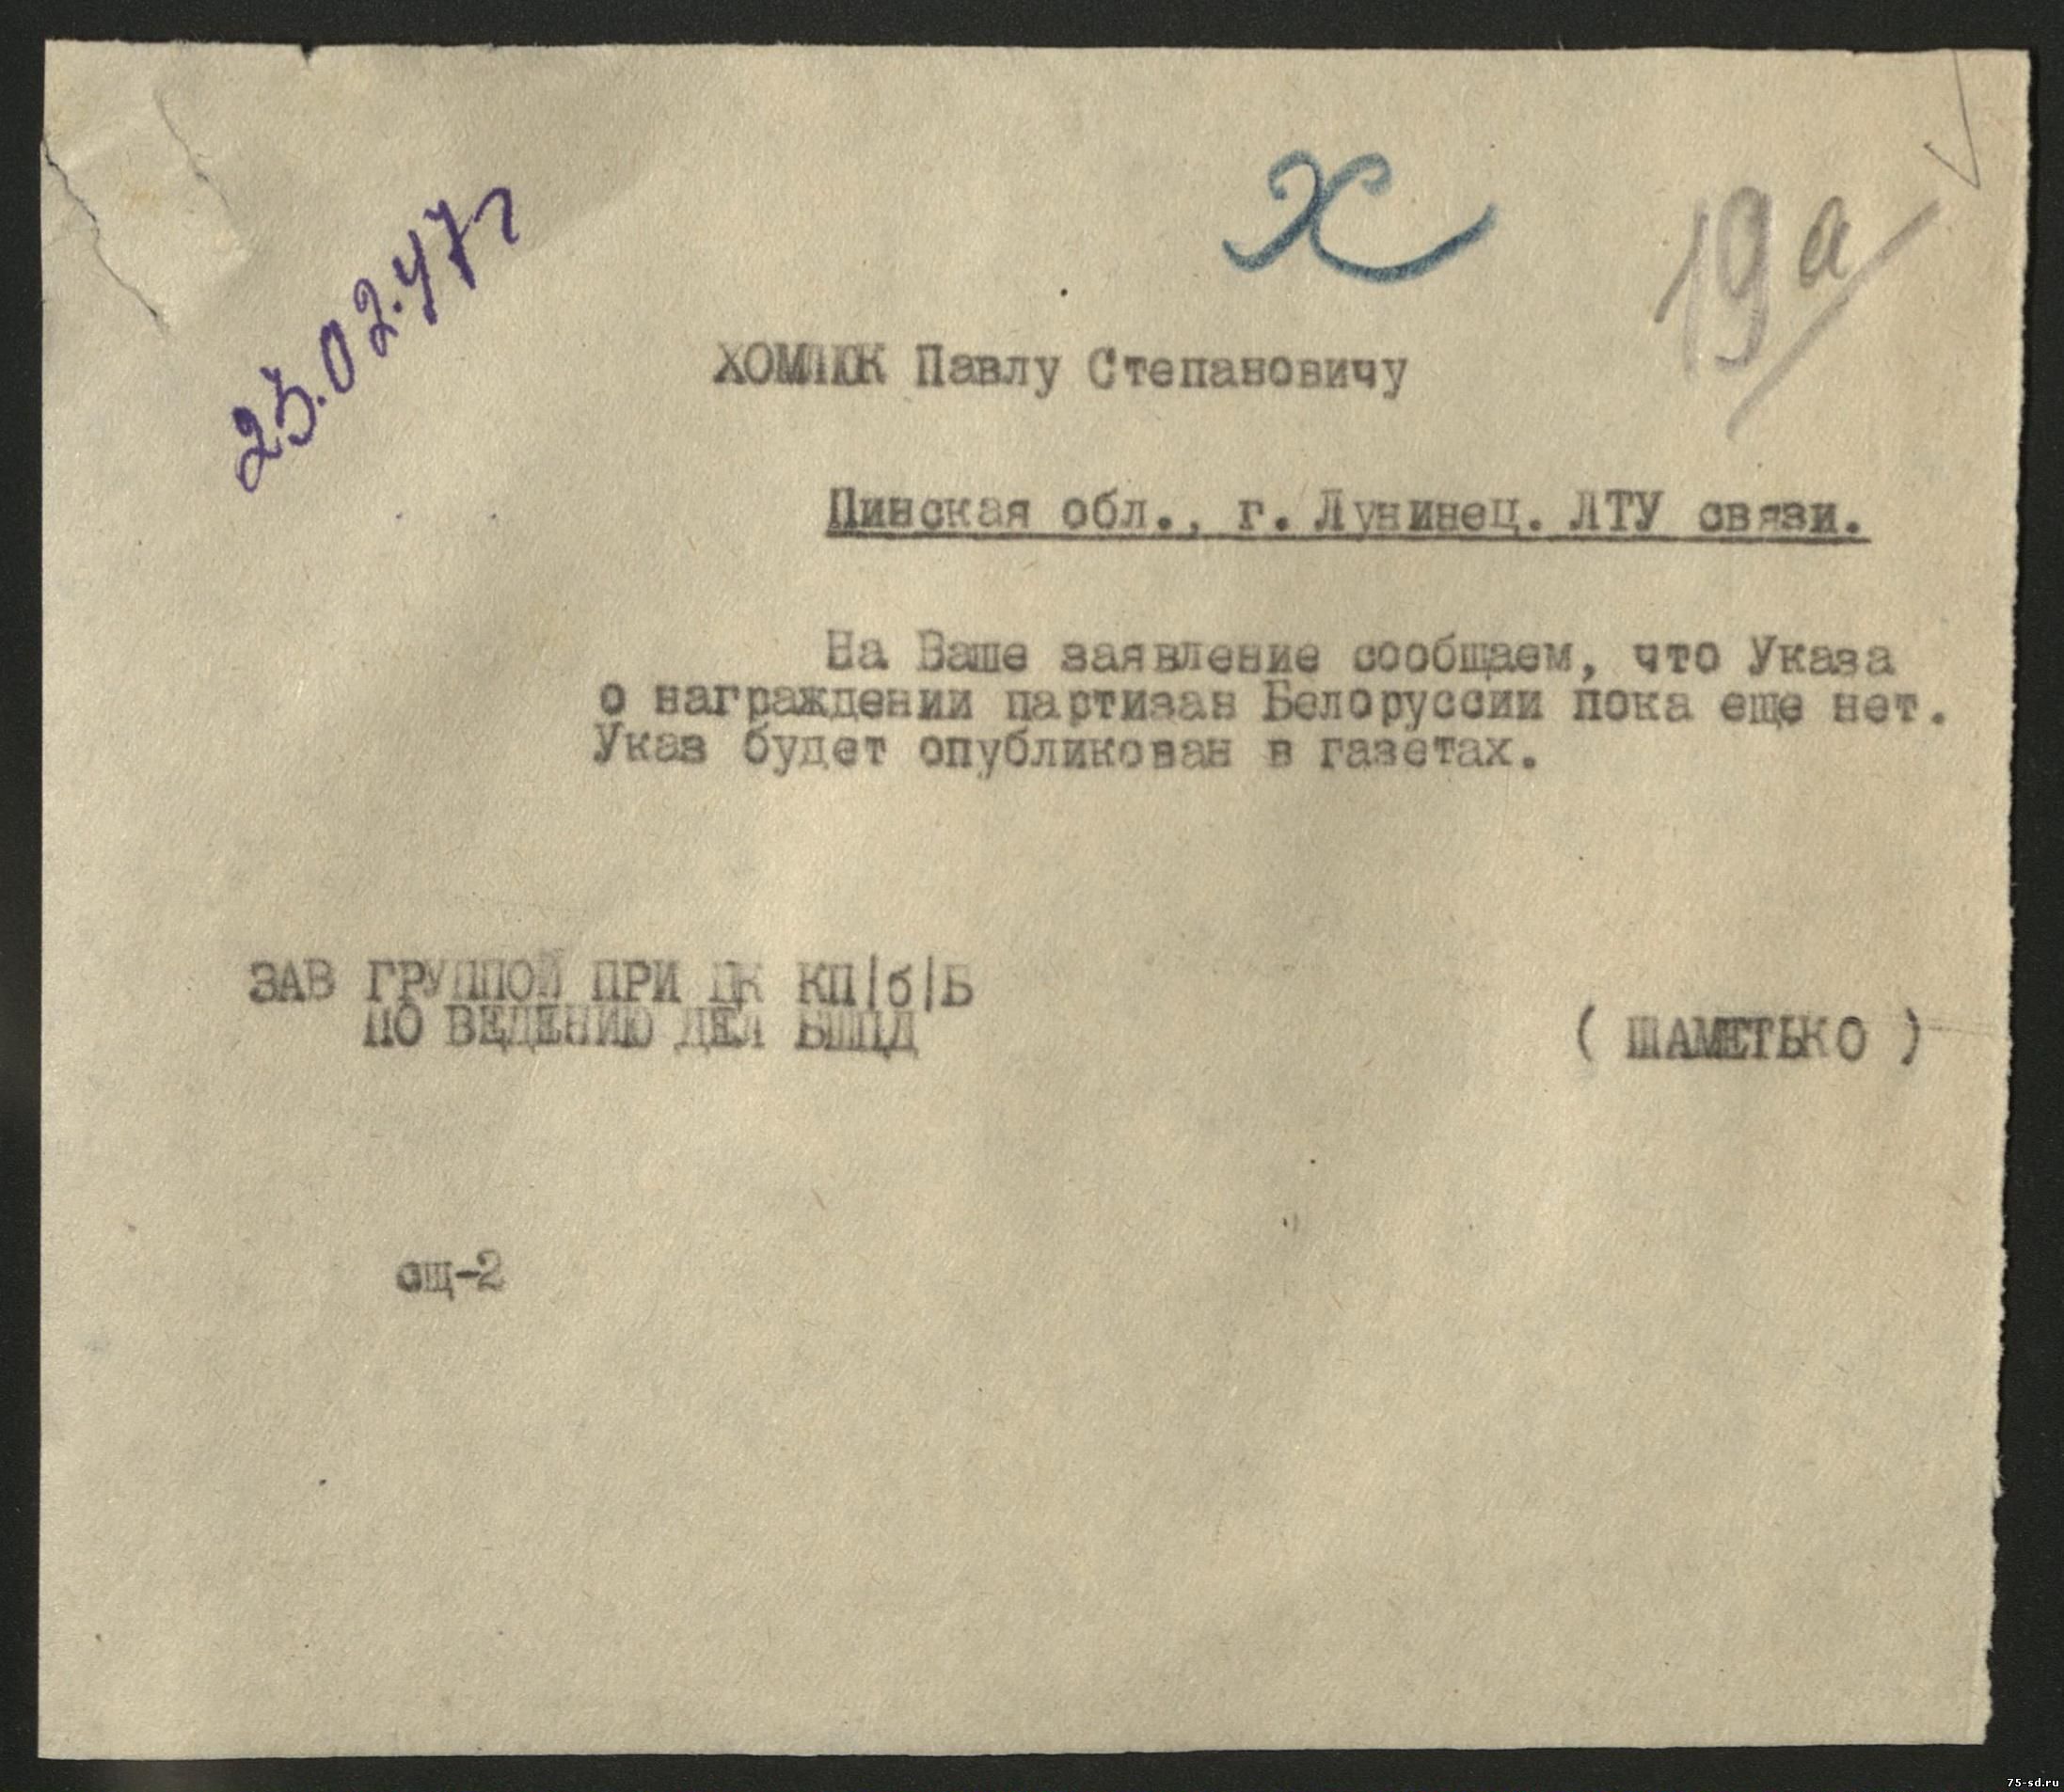 Х
19а
25.02.47г
ХОМЛЮК Павлу Степановичу
Пинская обл., г. Лунинец. ЛТУ связи.
На Ваше заявление сообщаем, что Указа
о награждении партизан Белоруссии пока еще нет.
Указ будет опубликован в газетах.
ЗАВ ГРУППОЙ ПРИ ЦК КП/б/Б
ПО ВЕДЕНИЮ ДЕЛ БШПД
( ШАМЕТЬКО )
сщ-2
75-sd.ru